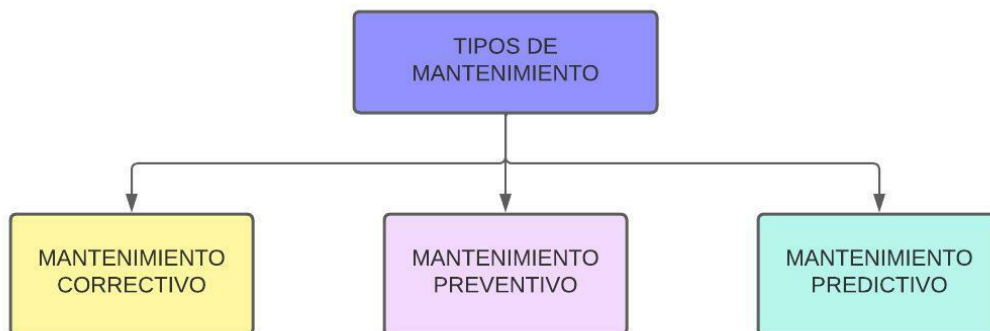 TIPOS DE
MANTENIMIENTO
MANTENIMIENTO
CORRECTIVO
MANTENIMIENTO
PREVENTIVO
MANTENIMIENTO
PREDICTIVO